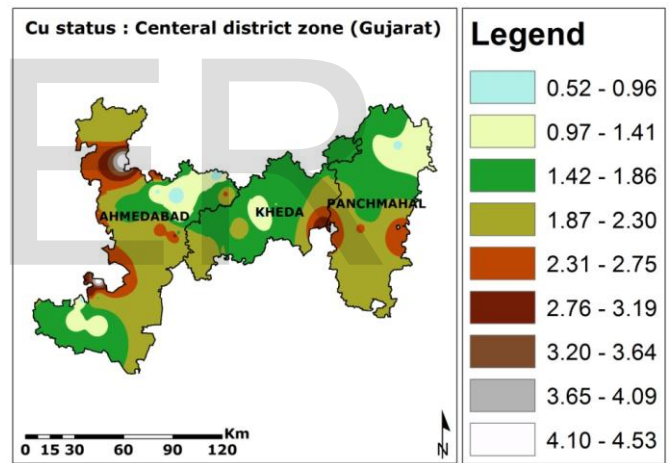 Cu status : Centeral district zone (Gujarat)
ER
AHMEDABAD
KHEDA
PANCHMAHAL
Km
0 15 30 60 90 120
N
Legend
0.52 - 0.96
0.97 - 1.41
1.42 - 1.86
1.87 - 2.30
2.31 - 2.75
2.76 - 3.19
3.20 - 3.64
3.65 - 4.09
4.10 - 4.53